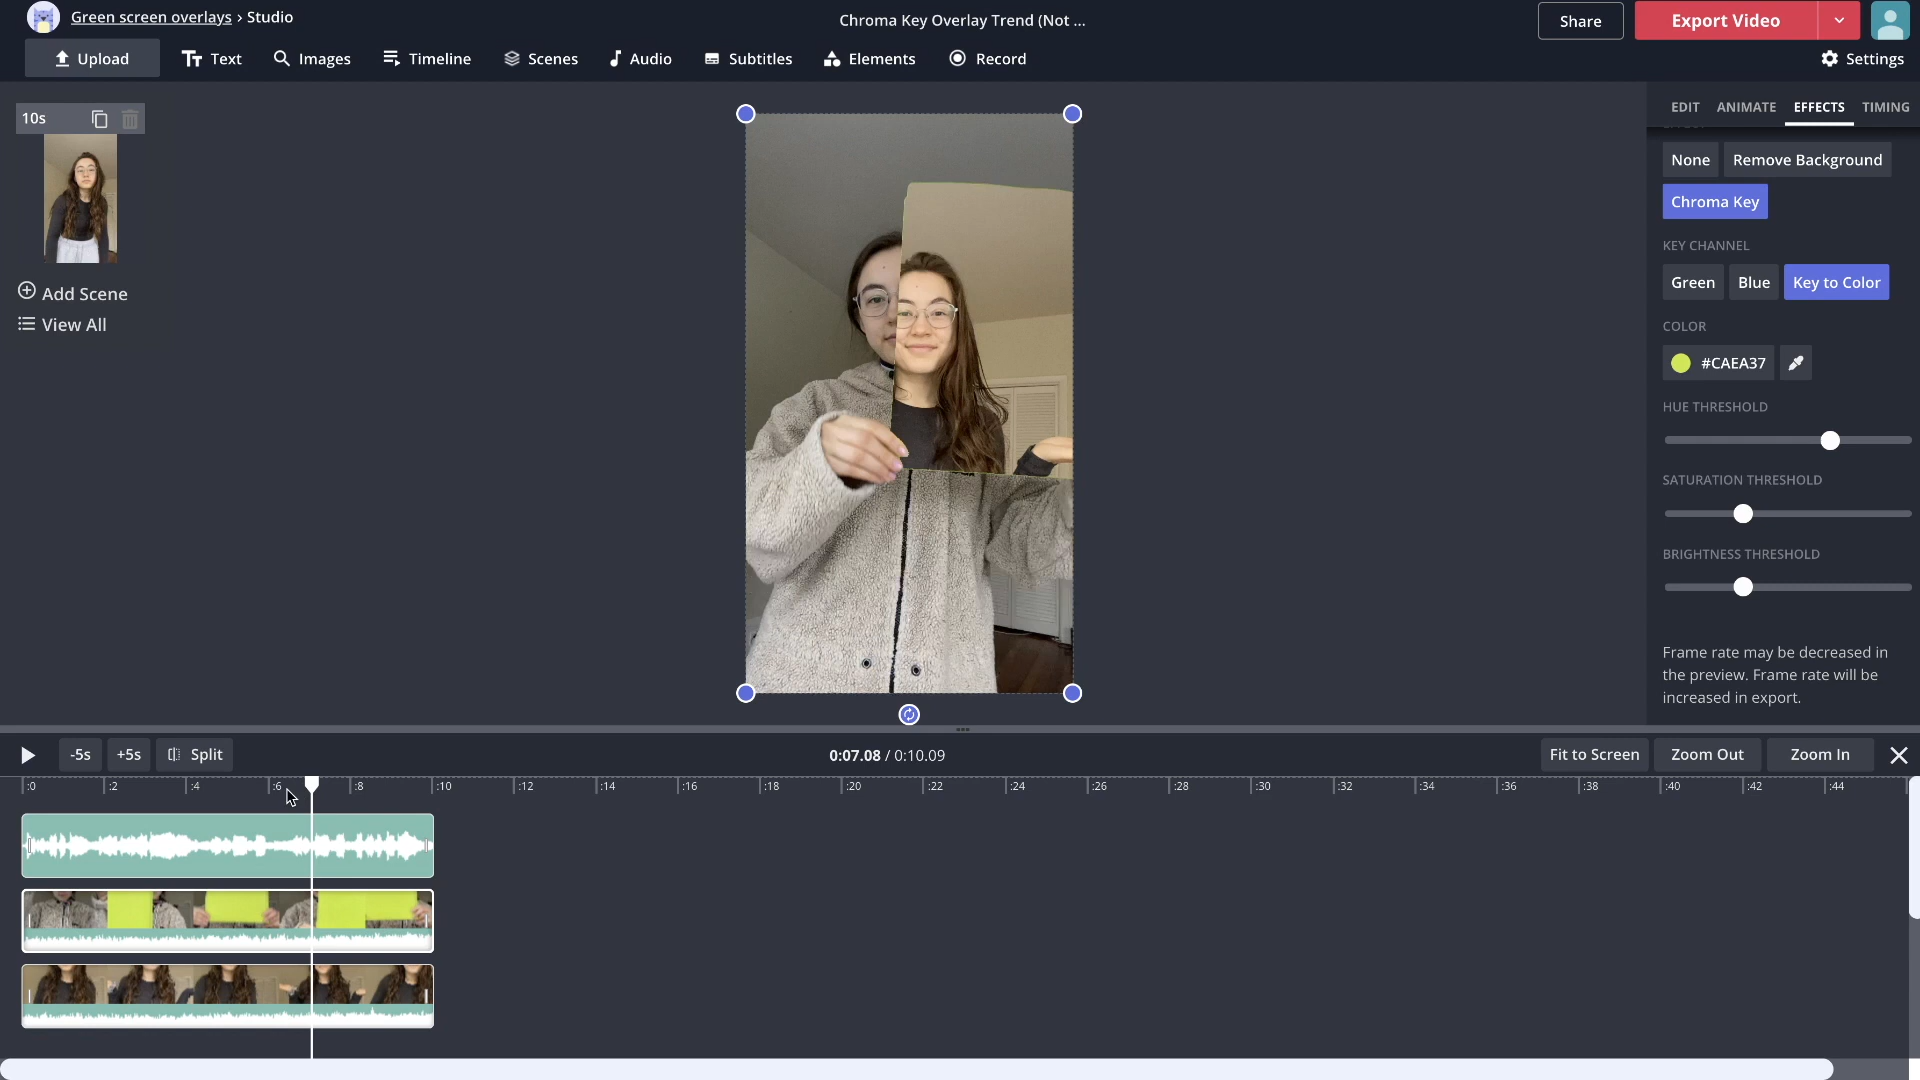 Green screen overlays › Studio
Chroma Key Overlay Trend (Not ...
Share
Export Video
Upload
Text
Images
Timeline
Scenes
Audio
Subtitles
Elements
Record
Settings
10s
Add Scene
View All
EDIT
ANIMATE
EFFECTS
TIMING
None
Remove Background
Chroma Key
KEY CHANNEL
Green
Blue
Key to Color
COLOR
#CAEA37
HUE THRESHOLD
SATURATION THRESHOLD
BRIGHTNESS THRESHOLD
Frame rate may be decreased in
the preview. Frame rate will be
increased in export.
-5s
+5s
Split
0:07.08 / 0:10.09
Fit to Screen
Zoom Out
Zoom In
:0
:2
:4
:6
:8
:10
:12
:14
:16
:18
:20
:22
:24
:26
:28
:30
:32
:34
:36
:38
:40
:42
:44